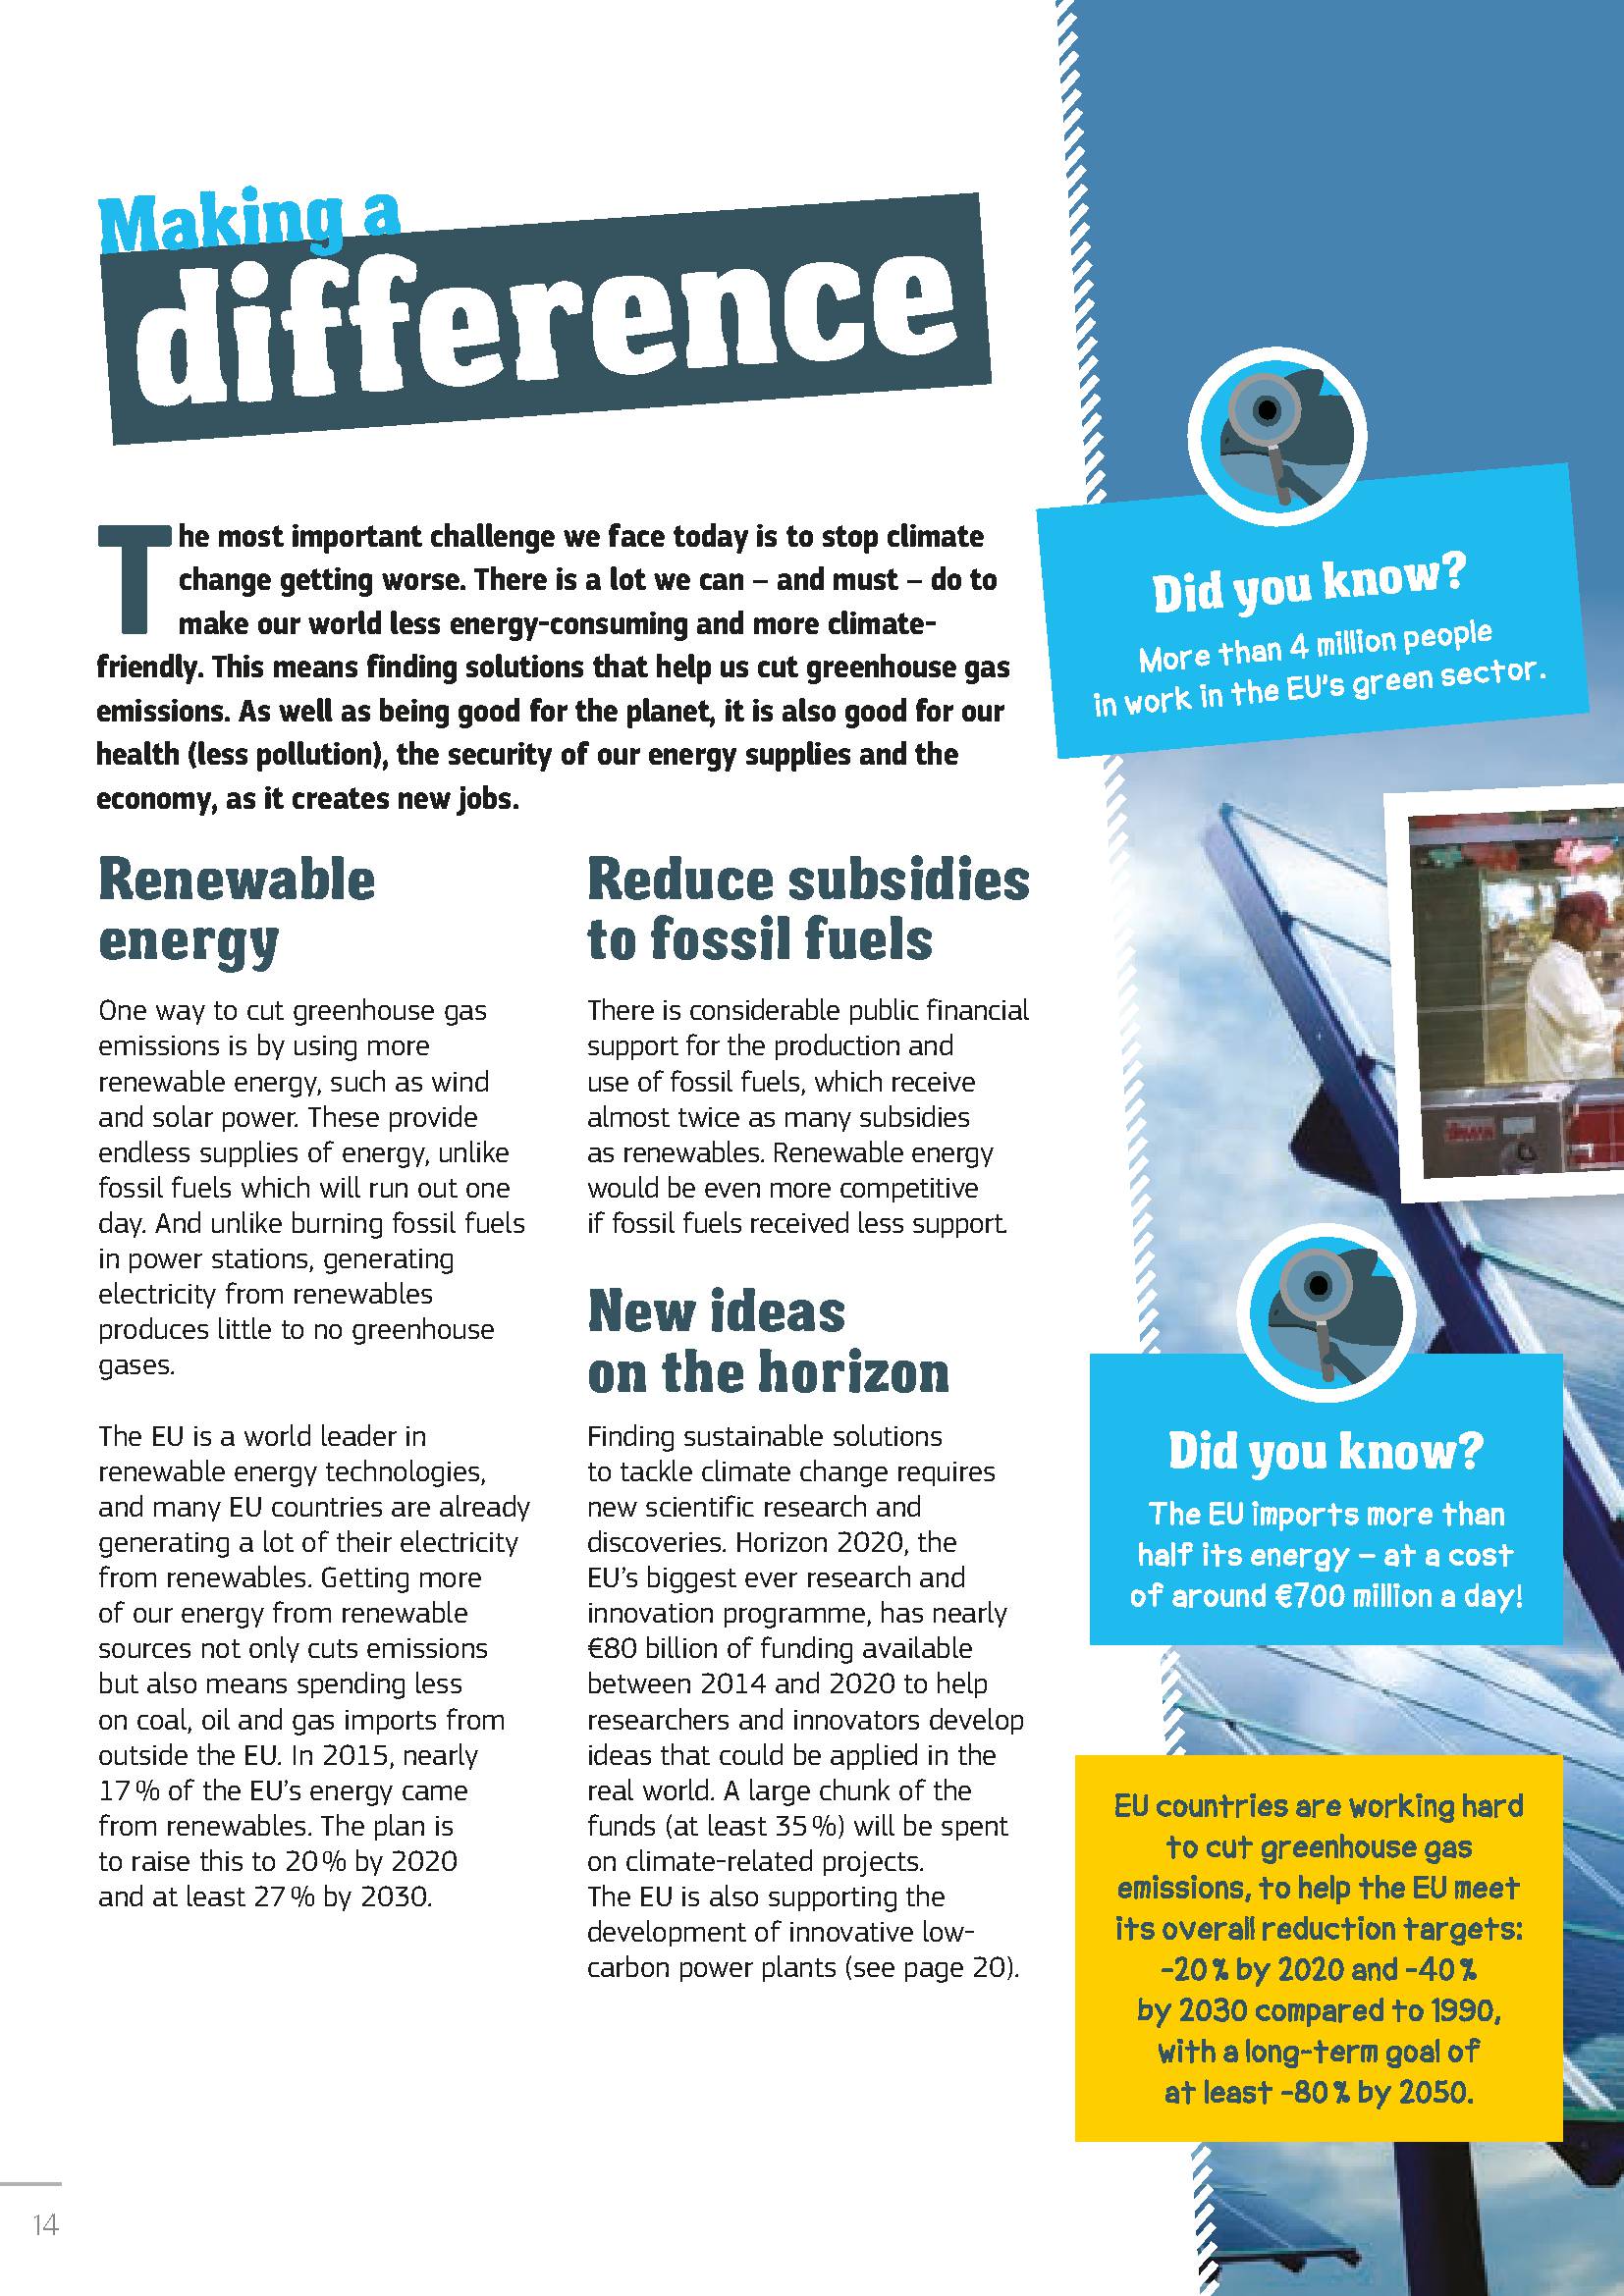 Making a
difference
The most important challenge we face today is to stop climate
change getting worse. There is a lot we can – and must – do to
make our world less energy-consuming and more climate-
friendly. This means finding solutions that help us cut greenhouse gas
emissions. As well as being good for the planet, it is also good for our
health (less pollution), the security of our energy supplies and the
economy, as it creates new jobs.
Renewable
energy
One way to cut greenhouse gas
emissions is by using more
renewable energy, such as wind
and solar power. These provide
endless supplies of energy, unlike
fossil fuels which will run out one
day. And unlike burning fossil fuels
in power stations, generating
electricity from renewables
produces little to no greenhouse
gases.
The EU is a world leader in
renewable energy technologies,
and many EU countries are already
generating a lot of their electricity
from renewables. Getting more
of our energy from renewable
sources not only cuts emissions
but also means spending less
on coal, oil and gas imports from
outside the EU. In 2015, nearly
17 % of the EU's energy came
from renewables. The plan is
to raise this to 20 % by 2020
and at least 27 % by 2030.
Reduce subsidies
to fossil fuels
There is considerable public financial
support for the production and
use of fossil fuels, which receive
almost twice as many subsidies
as renewables. Renewable energy
would be even more competitive
if fossil fuels received less support.
New ideas
on the horizon
Finding sustainable solutions
to tackle climate change requires
new scientific research and
discoveries. Horizon 2020, the
EU's biggest ever research and
innovation programme, has nearly
€80 billion of funding available
between 2014 and 2020 to help
researchers and innovators develop
ideas that could be applied in the
real world. A large chunk of the
funds (at least 35 %) will be spent
on climate-related projects.
The EU is also supporting the
development of innovative low-
carbon power plants (see page 20).
Did you know?
More than 4 million people
in work in the EU's green sector.
Did you know?
The EU imports more than
half its energy – at a cost
of around €700 million a day!
EU countries are working hard
to cut greenhouse gas
emissions, to help the EU meet
its overall reduction targets:
-20 % by 2020 and -40 %
by 2030 compared to 1990,
with a long-term goal of
at least -80 % by 2050.
14